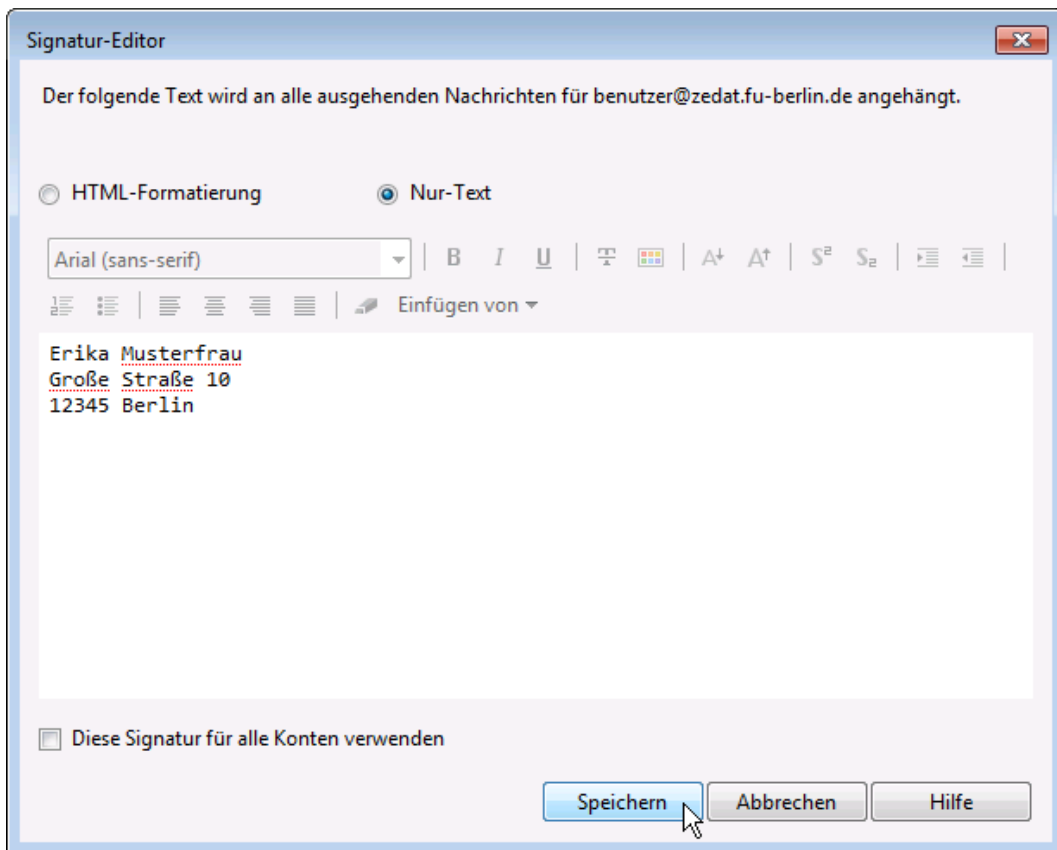 Signatur-Editor
Der folgende Text wird an alle ausgehenden Nachrichten für benutzer@zedat.fu-berlin.de angehängt.
HTML-Formatierung Nur-Text
Arial (sans-serif) B I U T A A S² S₂
Einfügen von
Erika Musterfrau
Große Straße 10
12345 Berlin
Diese Signatur für alle Konten verwenden
Speichern Abbrechen Hilfe